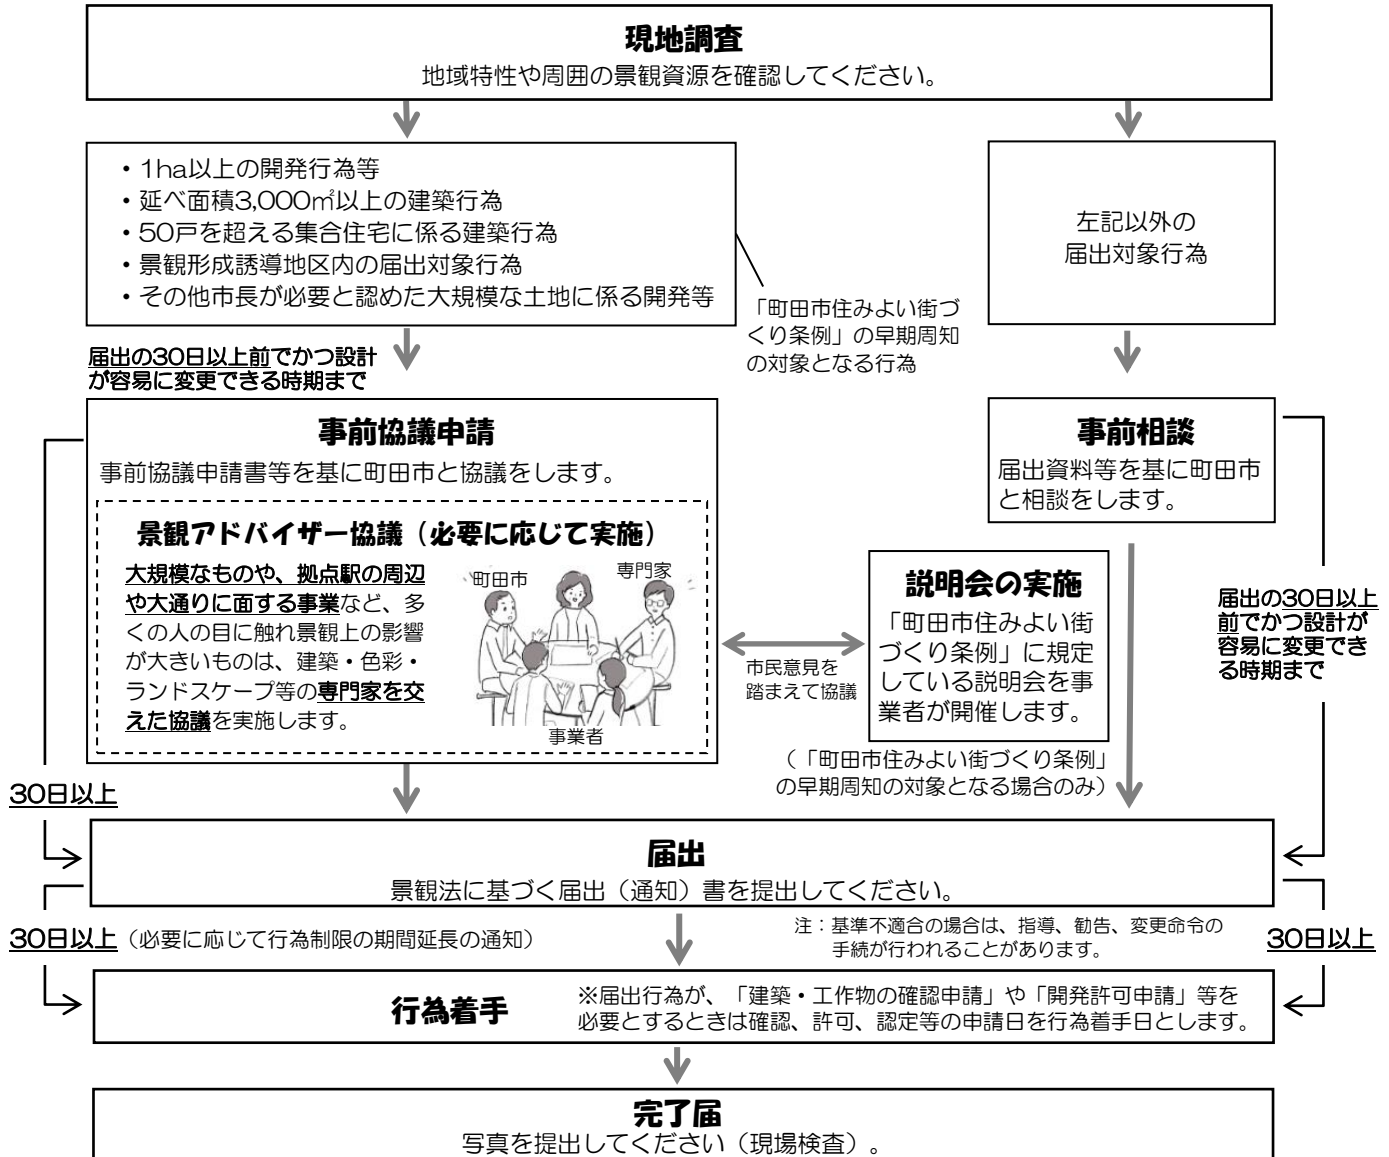 現地調査
地域特性や周囲の景観資源を確認してください。
・1ha以上の開発行為等
・延べ面積3,000㎡以上の建築行為
・50戸を超える集合住宅に係る建築行為
・景観形成誘導地区内の届出対象行為
・その他市長が必要と認めた大規模な土地に係る開発等
「町田市住みよい街づ
くり条例」の早期周知
の対象となる行為
左記以外の
届出対象行為
届出の30日以上前でかつ設計
が容易に変更できる時期まで
事前協議申請
事前協議申請書等を基に町田市と協議をします。
景観アドバイザー協議（必要に応じて実施）
大規模なものや、拠点駅の周辺
や大通りに面する事業など、多
くの人の目に触れ景観上の影響
が大きいものは、建築・色彩・
ランドスケープ等の専門家を交
えた協議を実施します。
町田市
専門家
事業者
市民意見を
踏まえて協議
説明会の実施
「町田市住みよい街
づくり条例」に規定
している説明会を事
業者が開催します。
（「町田市住みよい街づくり条例」
の早期周知の対象となる場合のみ）
事前相談
届出資料等を基に町田市
と相談をします。
届出の30日以上
前でかつ設計が
容易に変更でき
る時期まで
30日以上
届出
景観法に基づく届出（通知）書を提出してください。
30日以上（必要に応じて行為制限の期間延長の通知）
注：基準不適合の場合は、指導、勧告、変更命令の
手続が行われることがあります。
30日以上
行為着手
※届出行為が、「建築・工作物の確認申請」や「開発許可申請」等を
必要とするときは確認、許可、認定等の申請日を行為着手日とします。
完了届
写真を提出してください（現場検査）。